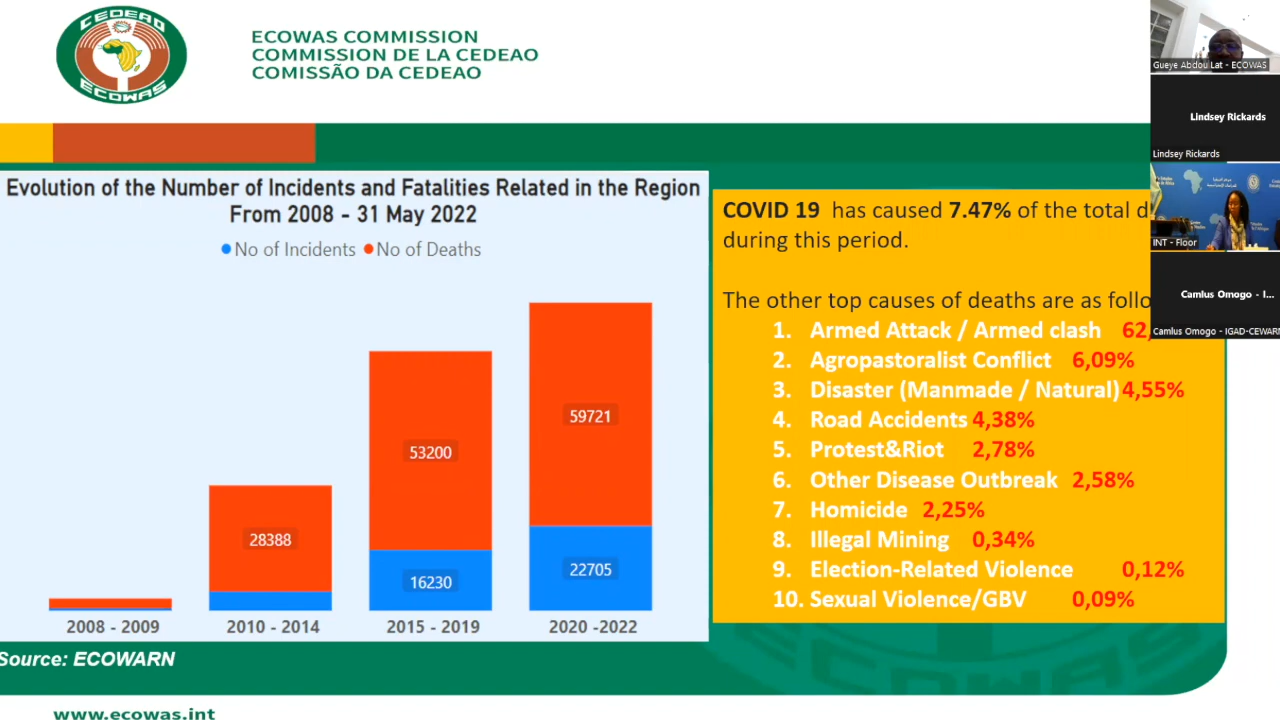 CEDEAO
ECOWAS
ECOWAS COMMISSION
COMMISSION DE LA CEDEAO
COMISSÃO DA CEDEAO
Evolution of the Number of Incidents and Fatalities Related in the Region
From 2008 - 31 May 2022
No of Incidents No of Deaths
59721
53200
28388
16230
22705
2008 - 2009 2010 - 2014 2015 - 2019 2020 -2022
Source: ECOWARN
www.ecowas.int
COVID 19 has caused 7.47% of the total d
during this period.
The other top causes of deaths are as follo
1. Armed Attack / Armed clash 62,
2. Agropastoralist Conflict 6,09%
3. Disaster (Manmade / Natural) 4,55%
4. Road Accidents 4,38%
5. Protest&Riot 2,78%
6. Other Disease Outbreak 2,58%
7. Homicide 2,25%
8. Illegal Mining 0,34%
9. Election-Related Violence 0,12%
10. Sexual Violence/GBV 0,09%
ECOWAS
Gueye Abdou Lat - ECOWAS
Lindsey Rickards
Lindsey Rickards
INT - Floor
Camlus Omogo - I...
Camlus Omogo - IGAD-CEWARN